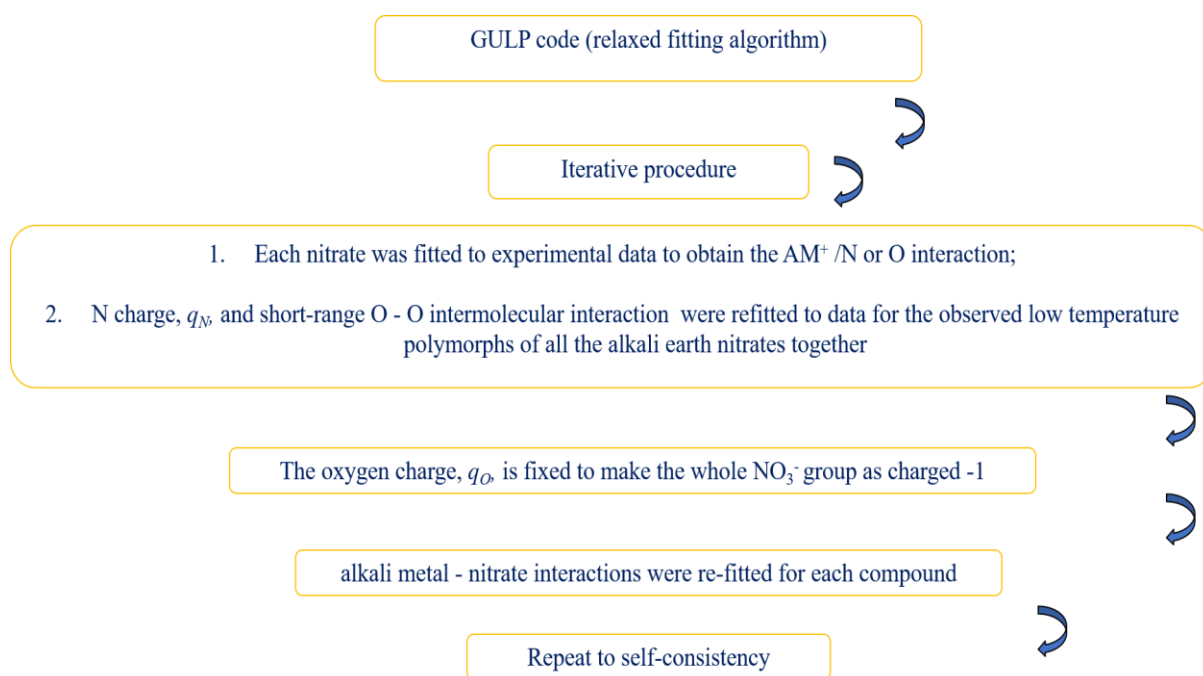 GULP code (relaxed fitting algorithm)
Iterative procedure
1. Each nitrate was fitted to experimental data to obtain the AM⁺ /N or O interaction;
2. N charge, qN, and short-range O - O intermolecular interaction were refitted to data for the observed low temperature
polymorphs of all the alkali earth nitrates together
The oxygen charge, qO, is fixed to make the whole NO₃⁻ group as charged -1
alkali metal - nitrate interactions were re-fitted for each compound
Repeat to self-consistency